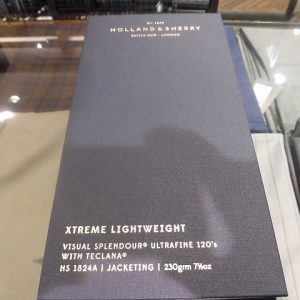 Est. 1836
HOLLAND & SHERRY
SAVILE ROW - LONDON
XTREME LIGHTWEIGHT
VISUAL SPLENDOUR® ULTRAFINE 120's
WITH TECLANA®
HS 1824A | JACKETING | 230grm 7½oz